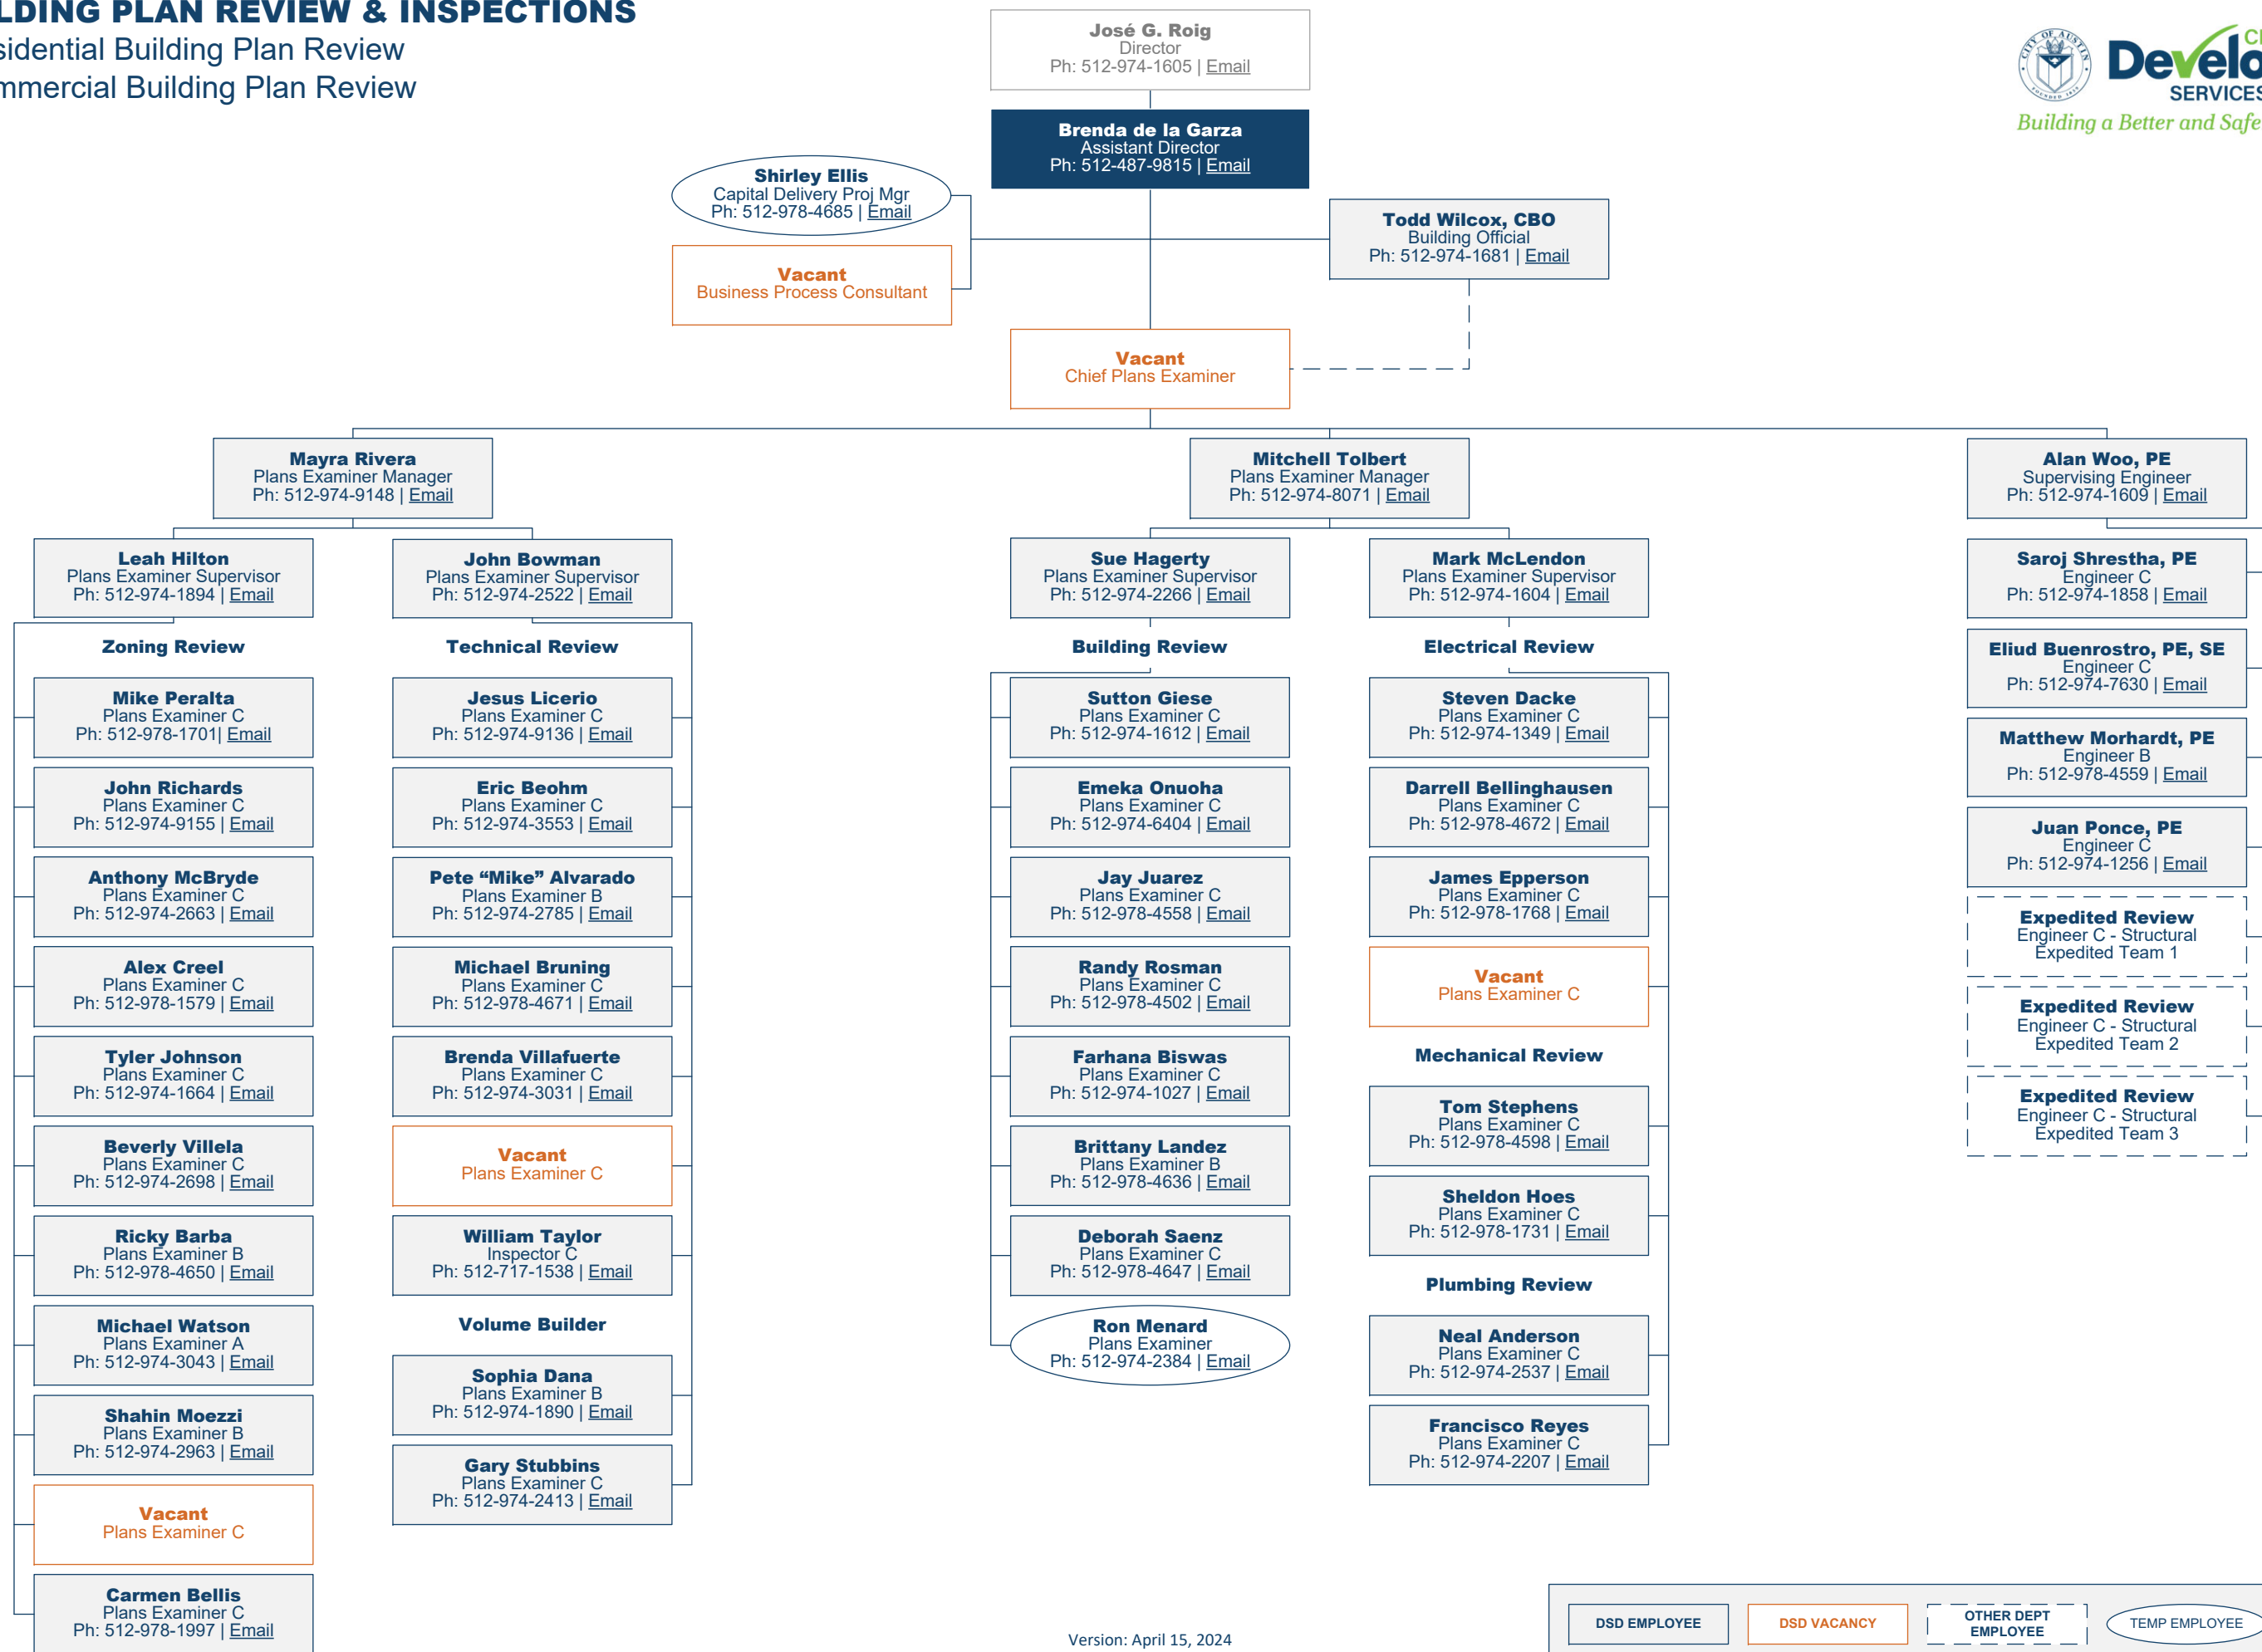 LDING PLAN REVIEW & INSPECTIONS
sidential Building Plan Review
mmercial Building Plan Review
José G. Roig
Director
Ph: 512-974-1605 | Email
CITY OF AUSTIN
FOUNDED 1839
CI
Develo
SERVICES
Building a Better and Safe
Brenda de la Garza
Assistant Director
Ph: 512-487-9815 | Email
Shirley Ellis
Capital Delivery Proj Mgr
Ph: 512-978-4685 | Email
Vacant
Business Process Consultant
Todd Wilcox, CBO
Building Official
Ph: 512-974-1681 | Email
Vacant
Chief Plans Examiner
Mayra Rivera
Plans Examiner Manager
Ph: 512-974-9148 | Email
Leah Hilton
Plans Examiner Supervisor
Ph: 512-974-1894 | Email
Zoning Review
Mike Peralta
Plans Examiner C
Ph: 512-978-1701| Email
John Richards
Plans Examiner C
Ph: 512-974-9155 | Email
Anthony McBryde
Plans Examiner C
Ph: 512-974-2663 | Email
Alex Creel
Plans Examiner C
Ph: 512-978-1579 | Email
Tyler Johnson
Plans Examiner C
Ph: 512-974-1664 | Email
Beverly Villela
Plans Examiner C
Ph: 512-974-2698 | Email
Ricky Barba
Plans Examiner B
Ph: 512-978-4650 | Email
Michael Watson
Plans Examiner A
Ph: 512-974-3043 | Email
Shahin Moezzi
Plans Examiner B
Ph: 512-974-2963 | Email
Vacant
Plans Examiner C
Carmen Bellis
Plans Examiner C
Ph: 512-978-1997 | Email
John Bowman
Plans Examiner Supervisor
Ph: 512-974-2522 | Email
Technical Review
Jesus Licerio
Plans Examiner C
Ph: 512-974-9136 | Email
Eric Beohm
Plans Examiner C
Ph: 512-974-3553 | Email
Pete “Mike” Alvarado
Plans Examiner B
Ph: 512-974-2785 | Email
Michael Bruning
Plans Examiner C
Ph: 512-978-4671 | Email
Brenda Villafuerte
Plans Examiner C
Ph: 512-974-3031 | Email
Vacant
Plans Examiner C
William Taylor
Inspector C
Ph: 512-717-1538 | Email
Volume Builder
Sophia Dana
Plans Examiner B
Ph: 512-974-1890 | Email
Gary Stubbins
Plans Examiner C
Ph: 512-974-2413 | Email
Mitchell Tolbert
Plans Examiner Manager
Ph: 512-974-8071 | Email
Sue Hagerty
Plans Examiner Supervisor
Ph: 512-974-2266 | Email
Building Review
Sutton Giese
Plans Examiner C
Ph: 512-974-1612 | Email
Emeka Onuoha
Plans Examiner C
Ph: 512-974-6404 | Email
Jay Juarez
Plans Examiner C
Ph: 512-978-4558 | Email
Randy Rosman
Plans Examiner C
Ph: 512-978-4502 | Email
Farhana Biswas
Plans Examiner C
Ph: 512-974-1027 | Email
Brittany Landez
Plans Examiner B
Ph: 512-978-4636 | Email
Deborah Saenz
Plans Examiner C
Ph: 512-978-4647 | Email
Ron Menard
Plans Examiner
Ph: 512-974-2384 | Email
Mark McLendon
Plans Examiner Supervisor
Ph: 512-974-1604 | Email
Electrical Review
Steven Dacke
Plans Examiner C
Ph: 512-974-1349 | Email
Darrell Bellinghausen
Plans Examiner C
Ph: 512-978-4672 | Email
James Epperson
Plans Examiner C
Ph: 512-978-1768 | Email
Vacant
Plans Examiner C
Mechanical Review
Tom Stephens
Plans Examiner C
Ph: 512-978-4598 | Email
Sheldon Hoes
Plans Examiner C
Ph: 512-978-1731 | Email
Plumbing Review
Neal Anderson
Plans Examiner C
Ph: 512-974-2537 | Email
Francisco Reyes
Plans Examiner C
Ph: 512-974-2207 | Email
Alan Woo, PE
Supervising Engineer
Ph: 512-974-1609 | Email
Saroj Shrestha, PE
Engineer C
Ph: 512-974-1858 | Email
Eliud Buenrostro, PE, SE
Engineer C
Ph: 512-974-7630 | Email
Matthew Morhardt, PE
Engineer B
Ph: 512-978-4559 | Email
Juan Ponce, PE
Engineer C
Ph: 512-974-1256 | Email
Expedited Review
Engineer C - Structural
Expedited Team 1
Expedited Review
Engineer C - Structural
Expedited Team 2
Expedited Review
Engineer C - Structural
Expedited Team 3
Version: April 15, 2024
DSD EMPLOYEE
DSD VACANCY
OTHER DEPT
EMPLOYEE
TEMP EMPLOYEE